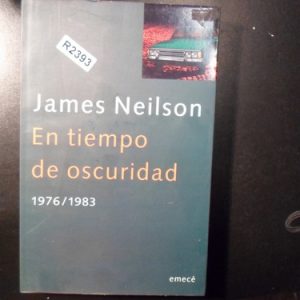 R2393
James Neilson
En tiempo
de oscuridad
1976/1983
emecé